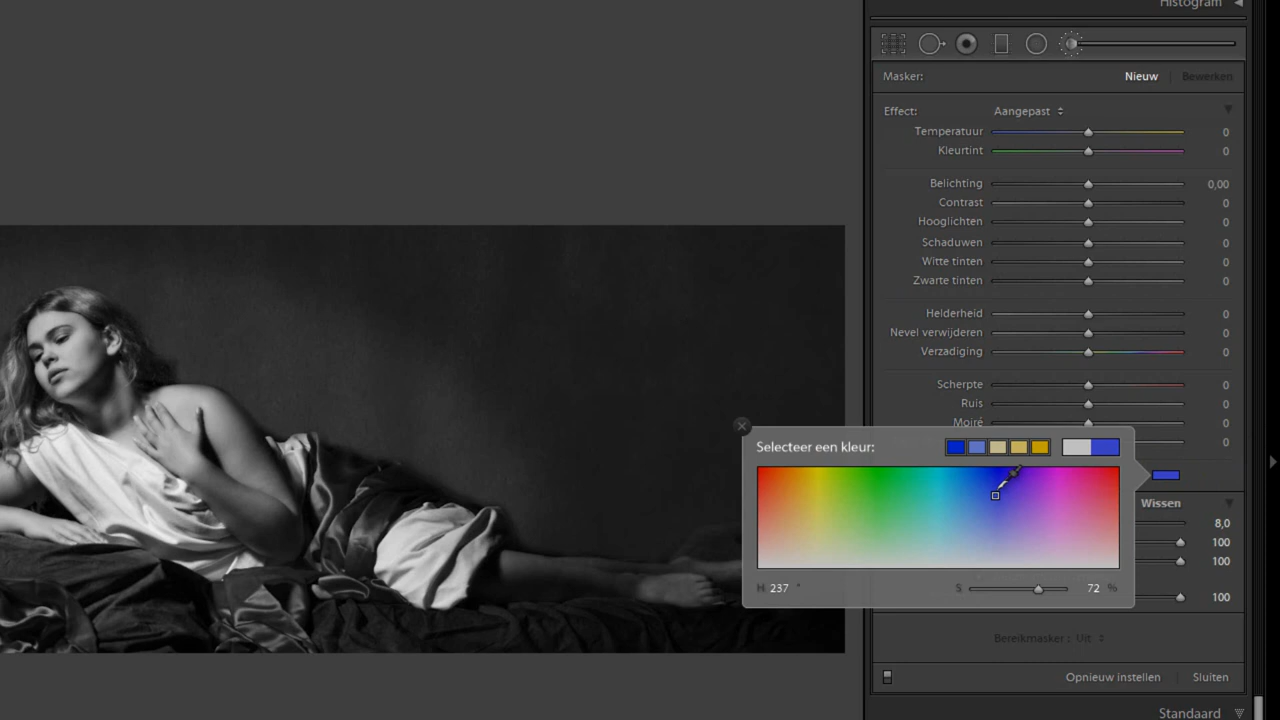 Histogram
Masker: Nieuw Bewerken
Effect: Aangepast
Temperatuur 0
Kleurtint 0
Belichting 0,00
Contrast 0
Hooglichten 0
Schaduwen 0
Witte tinten 0
Zwarte tinten 0
Helderheid 0
Nevel verwijderen 0
Verzadiging 0
Scherpte 0
Ruis 0
Moiré
0
Selecteer een kleur:
Wissen
8,0
100
100
H 237 ° S 72 %
100
Bereikmasker : Uit
Opnieuw instellen Sluiten
Standaard